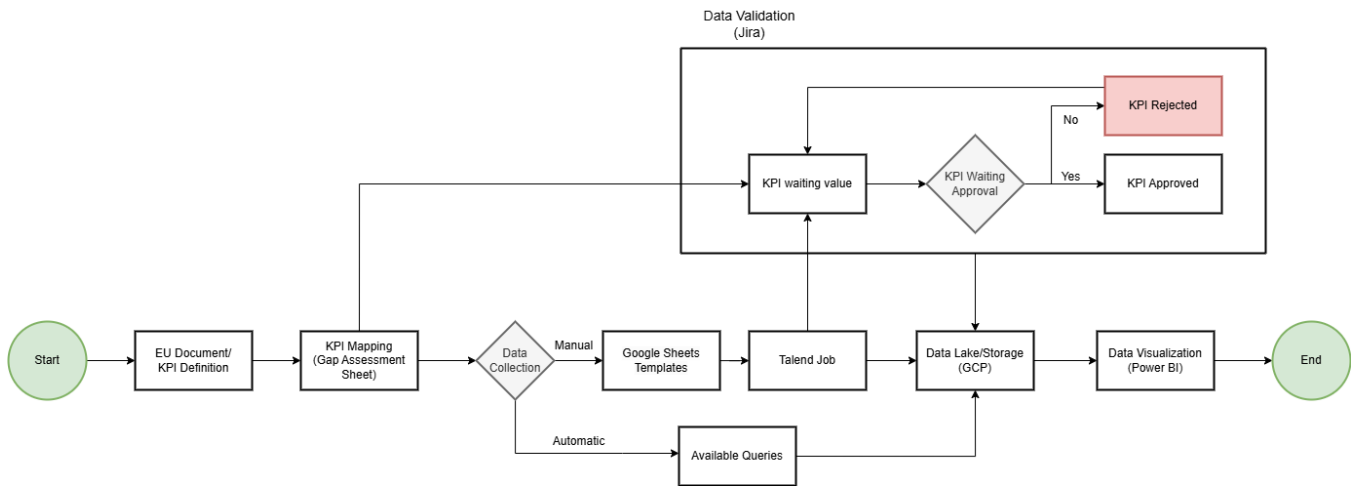 Data Validation
(Jira)
KPI Rejected
No
KPI waiting value
KPI Waiting
Approval
Yes
KPI Approved
Start
EU Document/
KPI Definition
KPI Mapping
(Gap Assessment
Sheet)
Data
Collection
Manual
Google Sheets
Templates
Talend Job
Data Lake/Storage
(GCP)
Data Visualization
(Power BI)
End
Automatic
Available Queries